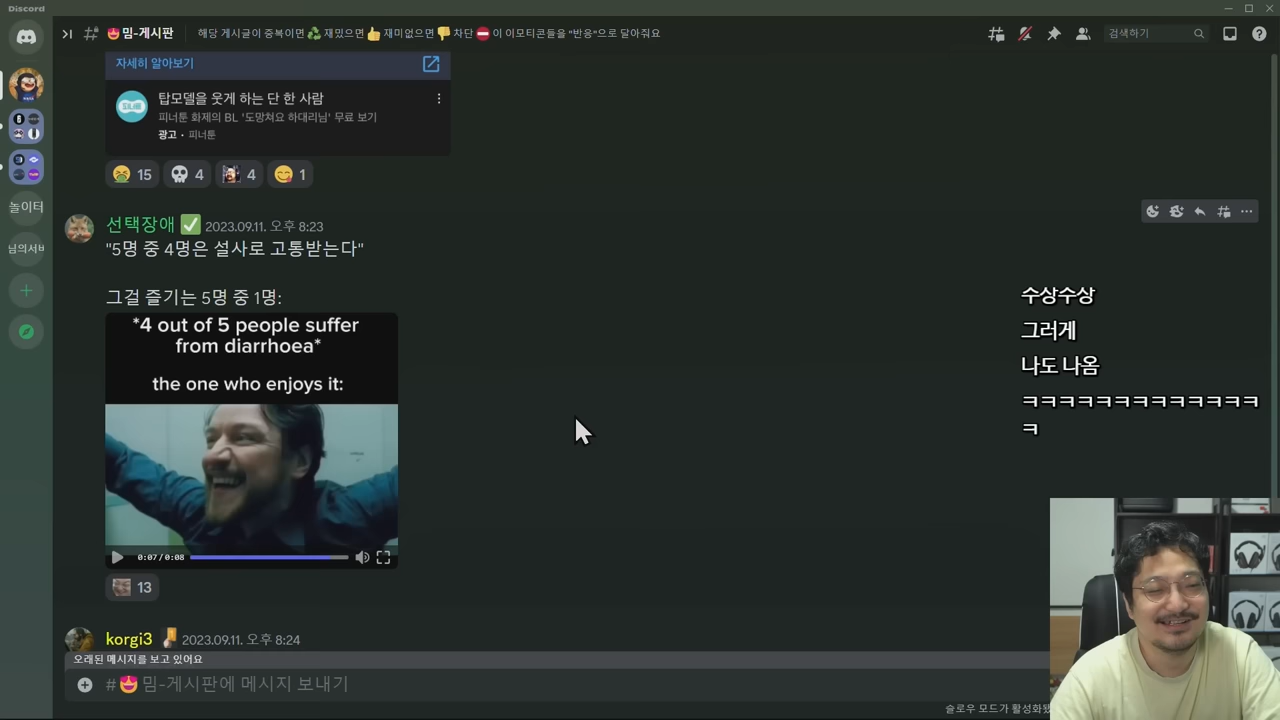 Discord
밈-게시판
해당 게시글이 중복이면 ♻️ 재밌으면 👍 재미없으면 👎 차단 ⛔ 이 이모티콘들을 "반응"으로 달아줘요
검색하기
자세히 알아보기
탑모델을 웃게 하는 단 한 사람
피너툰 화제의 BL '도망쳐요 하대리님' 무료 보기
광고 • 피너툰
15 4 4 1
놀이터
님의서버
선택장애 2023.09.11. 오후 8:23
"5명 중 4명은 설사로 고통받는다"
그걸 즐기는 5명 중 1명:
*4 out of 5 people suffer
from diarrhoea*
the one who enjoys it:
0:07/0:08
13
수상수상
그러게
나도 나옴
ㅋㅋㅋㅋㅋㅋㅋㅋㅋㅋㅋㅋㅋ
ㅋ
korgi3 2023.09.11. 오후 8:24
오래된 메시지를 보고 있어요
#😍밈-게시판에 메시지 보내기
슬로우 모드가 활성화됐